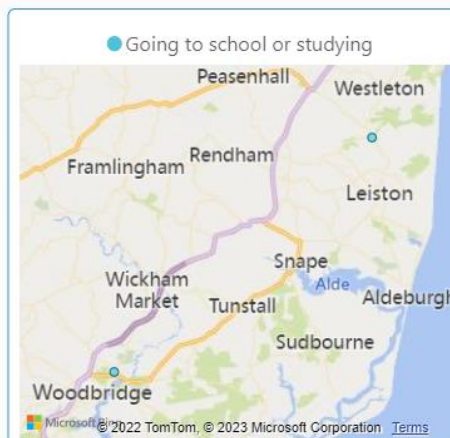 Going to school or studying
Peasenhall
Westleton
Framlingham
Rendham
Leiston
Snape
Wickham
Market
Alde
Tunstall
Aldeburgh
Sudbourne
Woodbridge
Microsoft Bing
© 2022 TomTom, © 2023 Microsoft Corporation Terms